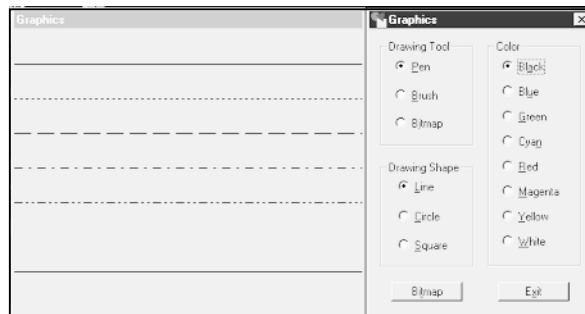 Graphics
Graphics
Drawing Tool
Pen
Brush
Bitmap
Drawing Shape
Line
Circle
Square
Color
Black
Blue
Green
Cyan
Red
Magenta
Yellow
White
Bitmap
Exit